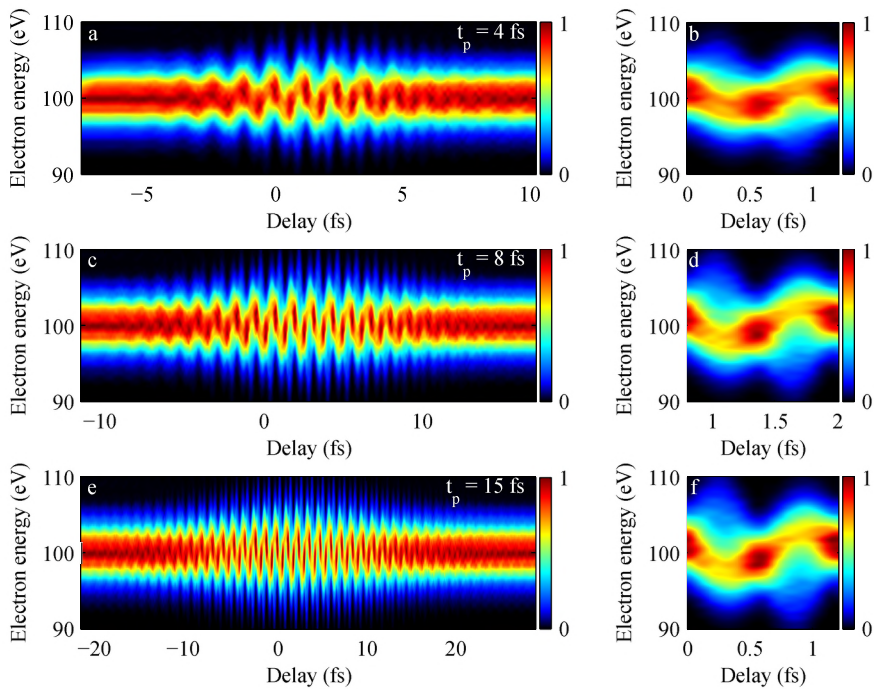 110
a
t_p = 4 fs
1
100
90
0
−5
0
5
10
Electron energy (eV)
Delay (fs)
110
b
1
100
90
0
0
0.5
1
Electron energy (eV)
Delay (fs)
110
c
t_p = 8 fs
1
100
90
0
−10
0
10
Electron energy (eV)
Delay (fs)
110
d
1
100
90
0
1
1.5
2
Electron energy (eV)
Delay (fs)
110
e
t_p = 15 fs
1
100
90
0
−20
−10
0
10
20
Electron energy (eV)
Delay (fs)
110
f
1
100
90
0
0
0.5
1
Electron energy (eV)
Delay (fs)